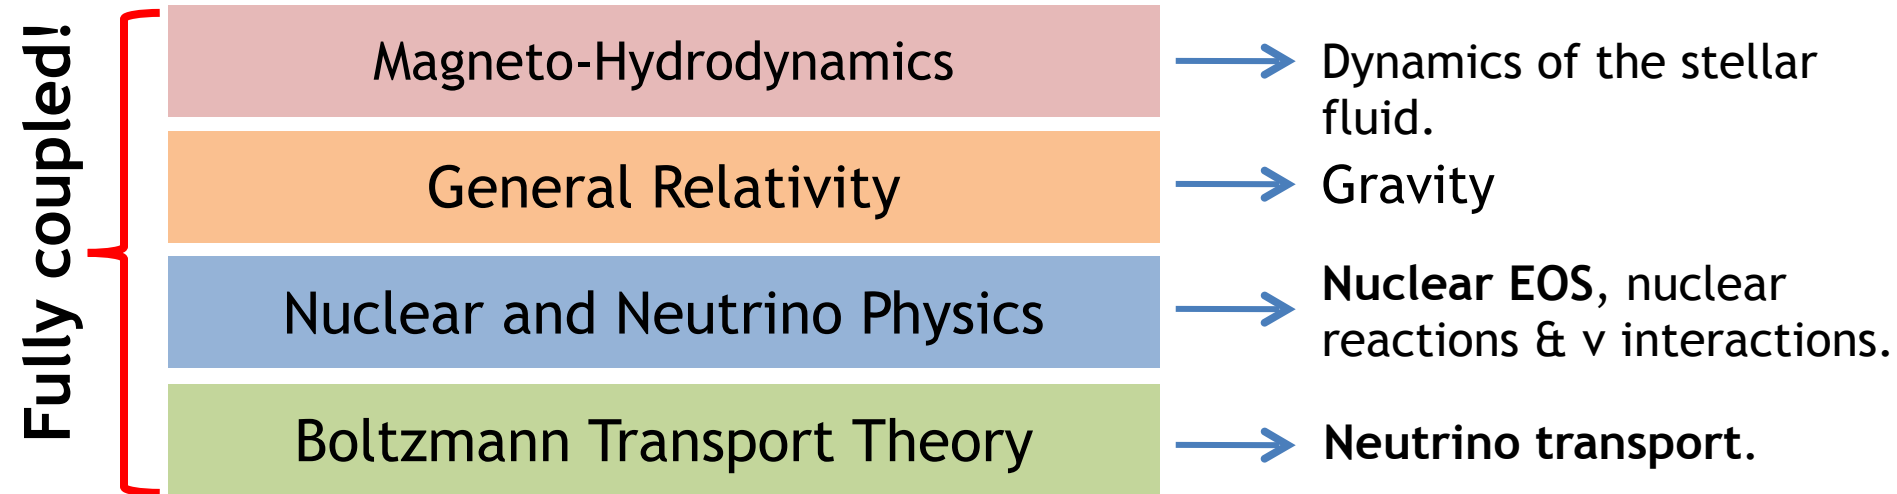 Fully coupled!
Magneto-Hydrodynamics
Dynamics of the stellar
fluid.
General Relativity
Gravity
Nuclear and Neutrino Physics
Nuclear EOS, nuclear
reactions & ν interactions.
Boltzmann Transport Theory
Neutrino transport.